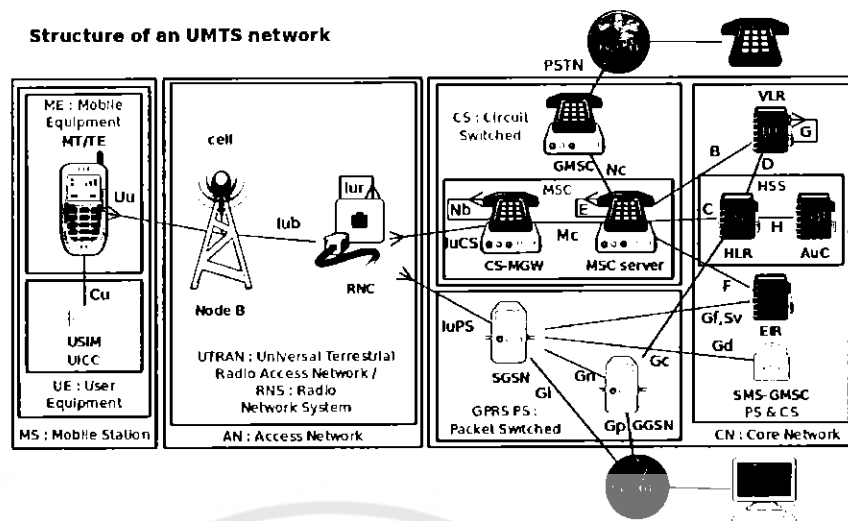 Structure of an UMTS network
PSTN
ME : Mobile
Equipment
MT/TE
Uu
Cu
USIM
UICC
UE : User
Equipment
MS : Mobile Station
cell
Iub
Node B
Iur
RNC
UTRAN : Universal Terrestrial
Radio Access Network /
RNS : Radio
Network System
AN : Access Network
CS : Circuit
Switched
GMSC
Nc
MSC
Nb
E
IuCS
Mc
CS-MGW
MSC server
IuPS
SGSN
Gn
Gi
GPRS PS :
Packet Switched
Gp
GGSN
Gc
VLR
G
B
D
HSS
C
H
HLR
AuC
F
Gf,Sv
EIR
Gd
SMS-GMSC
PS & CS
CN : Core Network